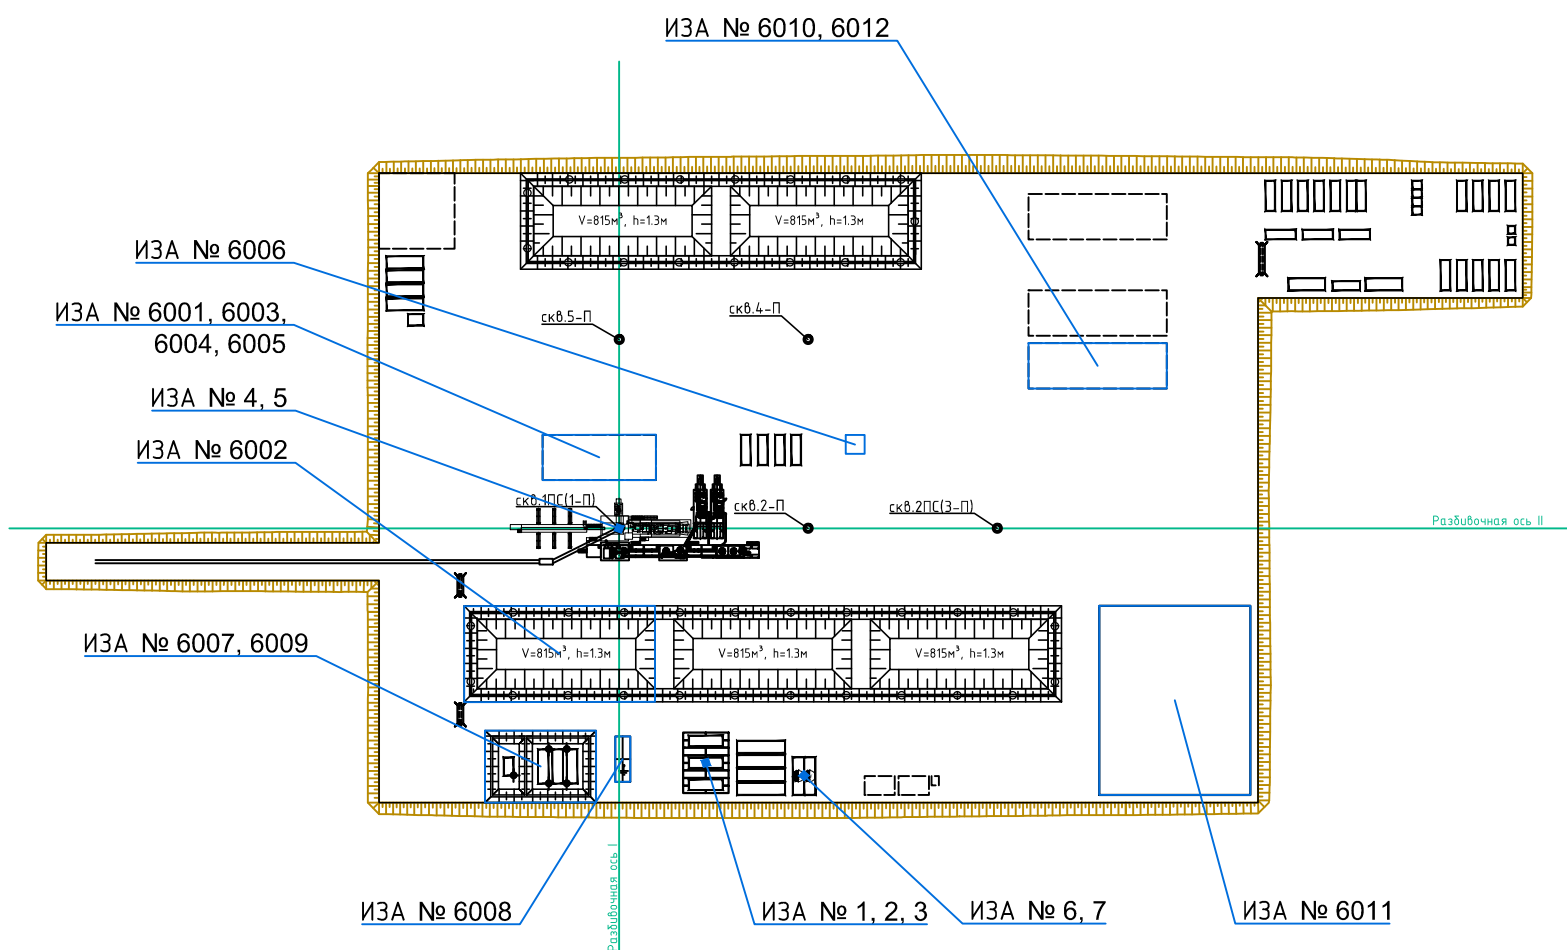 ИЗА № 6010, 6012
V=815м³, h=1.3м
V=815м³, h=1.3м
ИЗА № 6006
ИЗА № 6001, 6003,
6004, 6005
скв.5-П
скв.4-П
ИЗА № 4, 5
ИЗА № 6002
скв.1ПС(1-П)
скв.2-П
скв.2ПС(3-П)
Разбивочная ось II
ИЗА № 6007, 6009
V=815м³, h=1.3м
V=815м³, h=1.3м
V=815м³, h=1.3м
Разбивочная ось I
ИЗА № 6008
ИЗА № 1, 2, 3
ИЗА № 6, 7
ИЗА № 6011